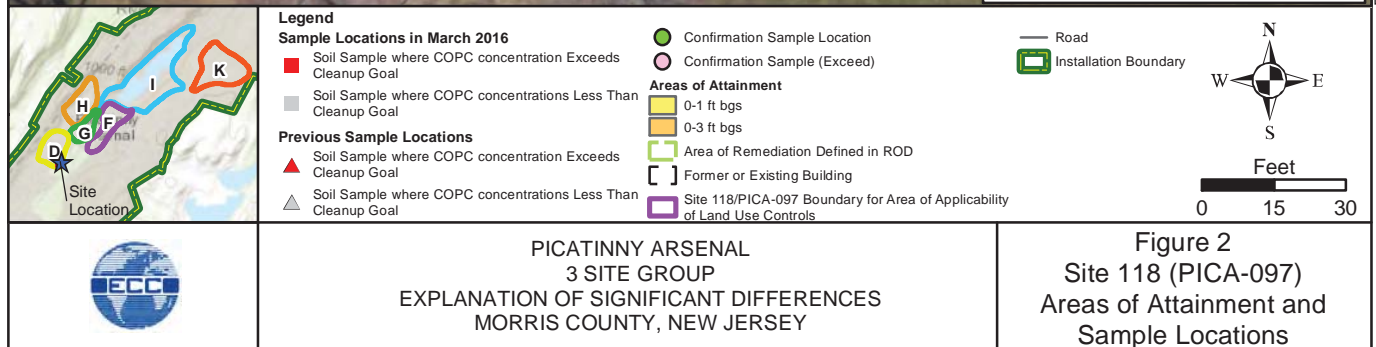 1000 ft
K
I
H
F
G
nal
D
Site
Location
Legend
Sample Locations in March 2016
Soil Sample where COPC concentration Exceeds
Cleanup Goal
Soil Sample where COPC concentrations Less Than
Cleanup Goal
Previous Sample Locations
Soil Sample where COPC concentration Exceeds
Cleanup Goal
Soil Sample where COPC concentrations Less Than
Cleanup Goal
Confirmation Sample Location
Confirmation Sample (Exceed)
Areas of Attainment
0-1 ft bgs
0-3 ft bgs
Area of Remediation Defined in ROD
Former or Existing Building
Site 118/PICA-097 Boundary for Area of Applicability
of Land Use Controls
Road
Installation Boundary
N
W E
S
Feet
0 15 30
ECC
PICATINNY ARSENAL
3 SITE GROUP
EXPLANATION OF SIGNIFICANT DIFFERENCES
MORRIS COUNTY, NEW JERSEY
Figure 2
Site 118 (PICA-097)
Areas of Attainment and
Sample Locations